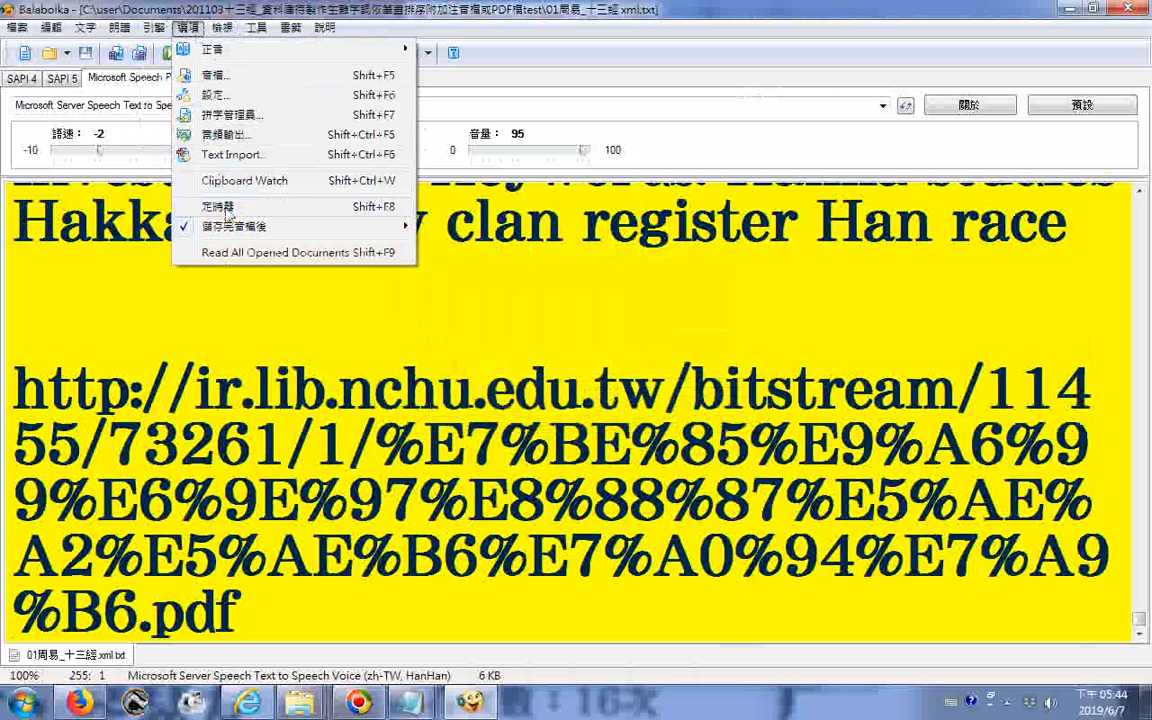 Balabolka - [C:\user\Documents\201103十三經_資料庫得製作生難字詞依筆畫排序附加注音檔或PDF檔test\01周易_十三經 xml.txt]
檔案 編輯 文字 朗讀 引擎 選項 檢視 工具 書籤 說明
正音
音檔... Shift+F5
設定... Shift+F6
拼字管理員... Shift+F7
音頻輸出... Shift+Ctrl+F5
Text Import... Shift+Ctrl+F6
Clipboard Watch Shift+Ctrl+W
定時器 Shift+F8
儲存完音檔後
Read All Opened Documents Shift+F9
SAPI 4 SAPI 5 Microsoft Speech P
Microsoft Server Speech Text to Spe 關於 預設
語速: -2 音量: 95
-10 0 100
Hakka y clan register Han race
http://ir.lib.nchu.edu.tw/bitstream/114
55/73261/1/%E7%BE%85%E9%A6%9
9%E6%9E%97%E8%88%87%E5%AE%
A2%E5%AE%B6%E7%A0%94%E7%A9
%B6.pdf
01周易_十三經 xml.txt
100% 255: 1 Microsoft Server Speech Text to Speech Voice (zh-TW, HanHan) 6 KB
下午 05:44
2019/6/7